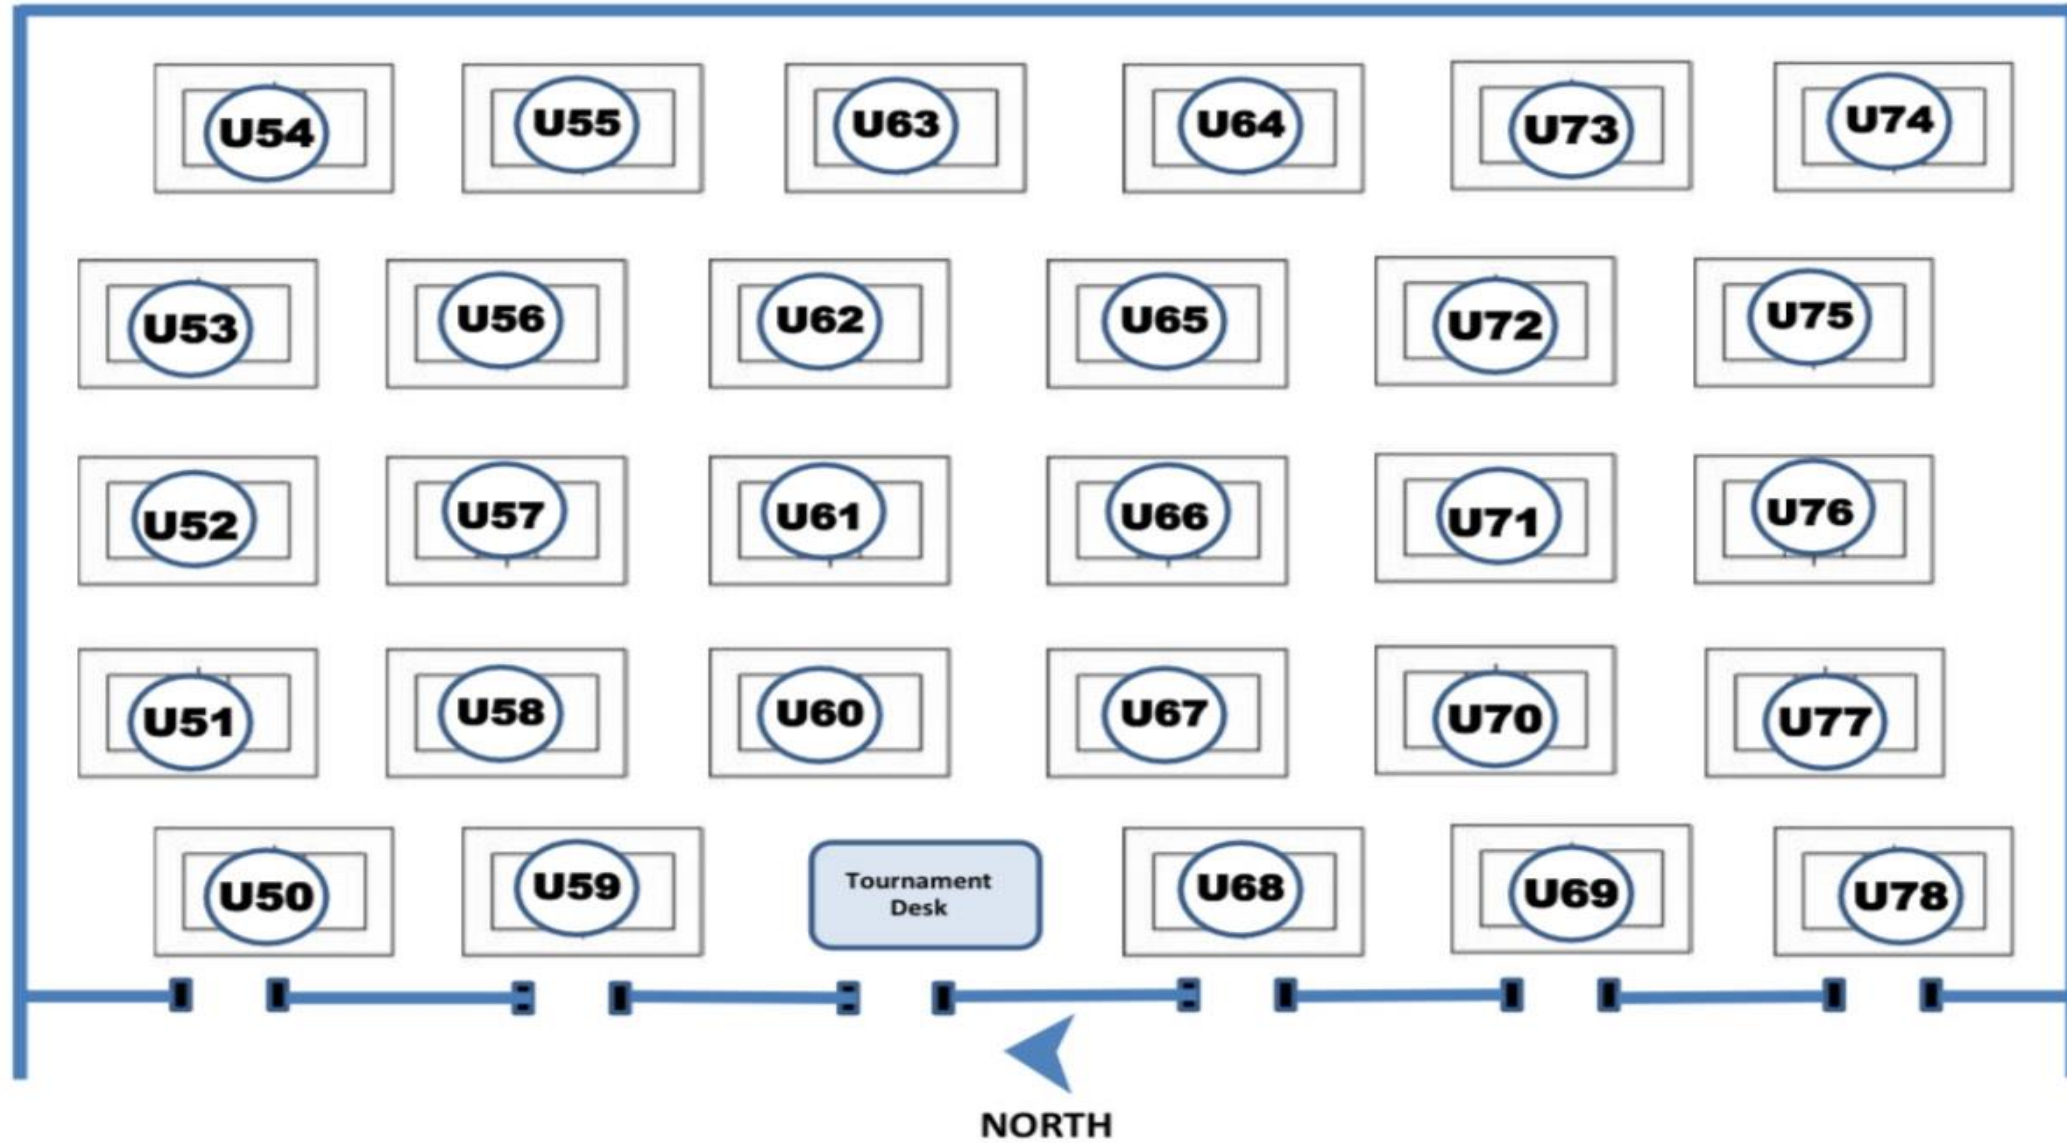 U54 U55 U63 U64 U73 U74
U53 U56 U62 U65 U72 U75
U52 U57 U61 U66 U71 U76
U51 U58 U60 U67 U70 U77
U50 U59 Tournament U68 U69 U78
Desk
NORTH